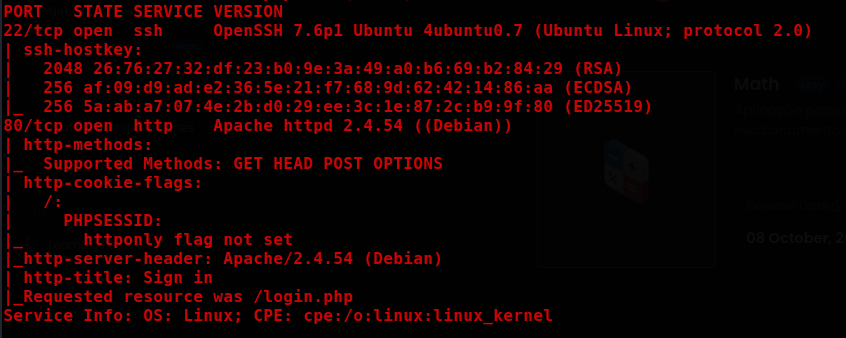 PORT   STATE SERVICE VERSION
22/tcp open  ssh     OpenSSH 7.6p1 Ubuntu 4ubuntu0.7 (Ubuntu Linux; protocol 2.0)
| ssh-hostkey:
|   2048 26:76:27:32:df:23:b0:9e:3a:49:a0:b6:69:b2:84:29 (RSA)
|   256 af:09:d9:ad:e2:36:5e:21:f7:68:9d:62:42:14:86:aa (ECDSA)
|_  256 5a:ab:a7:07:4e:2b:d0:29:ee:3c:1e:87:2c:b9:9f:80 (ED25519)
80/tcp open  http    Apache httpd 2.4.54 ((Debian))
| http-methods:
|_  Supported Methods: GET HEAD POST OPTIONS
| http-cookie-flags:
|   /:
|     PHPSESSID:
|_      httponly flag not set
|_http-server-header: Apache/2.4.54 (Debian)
| http-title: Sign in
|_Requested resource was /login.php
Service Info: OS: Linux; CPE: cpe:/o:linux:linux_kernel
Math
08 October, 2